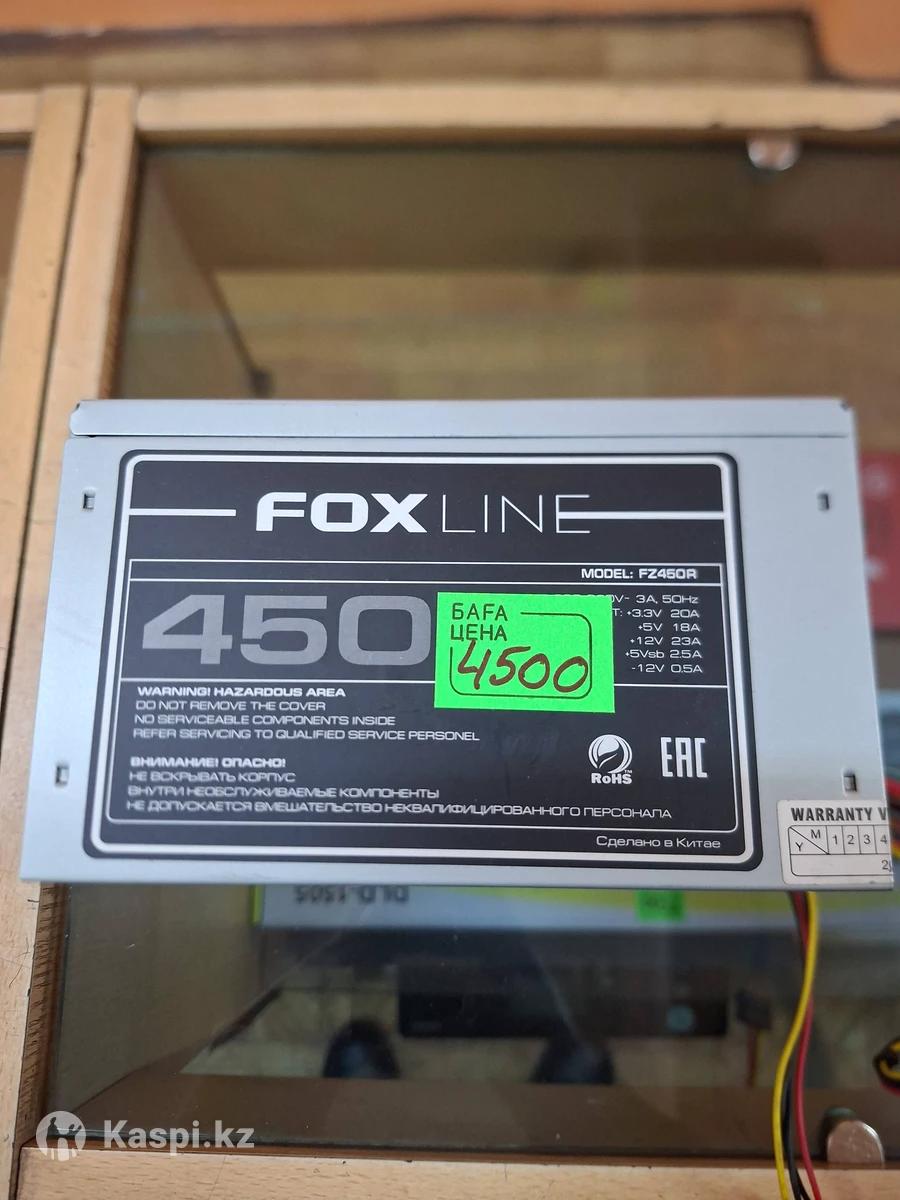 FOXLINE
MODEL: FZ450R
450
3A, 50Hz
+3.3V 20A
+5V 18A
+12V 23A
+5Vsb 2.5A
-12V 0.5A
БАҒА
ЦЕНА
4500
WARNING! HAZARDOUS AREA
DO NOT REMOVE THE COVER
NO SERVICEABLE COMPONENTS INSIDE
REFER SERVICING TO QUALIFIED SERVICE PERSONEL
ВНИМАНИЕ! ОПАСНО!
НЕ ВСКРЫВАТЬ КОРПУС
ВНУТРИ НЕОБСЛУЖИВАЕМЫЕ КОМПОНЕНТЫ
НЕ ДОПУСКАЕТСЯ ВМЕШАТЕЛЬСТВО НЕКВАЛИФИЦИРОВАННОГО ПЕРСОНАЛА
RoHS™
EAC
Сделано в Китае
WARRANTY V
M
Y
1 2 3 4
DLD-1505
Kaspi.kz